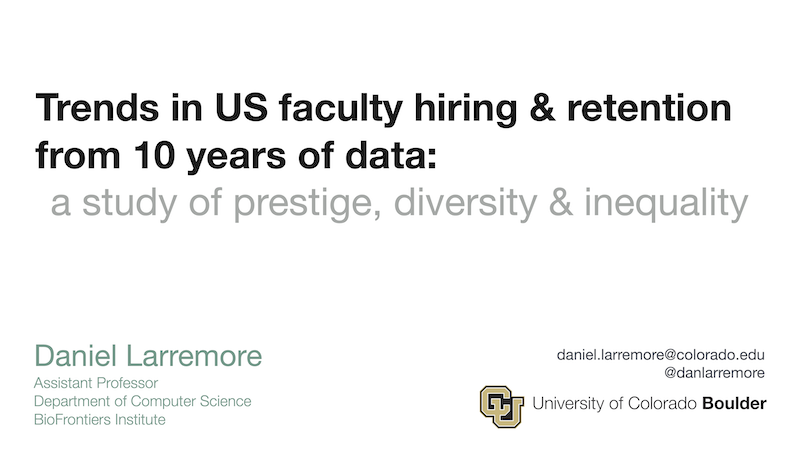 Trends in US faculty hiring & retention
from 10 years of data:
a study of prestige, diversity & inequality
Daniel Larremore
Assistant Professor
Department of Computer Science
BioFrontiers Institute
daniel.larremore@colorado.edu
@danlarremore
CU University of Colorado Boulder